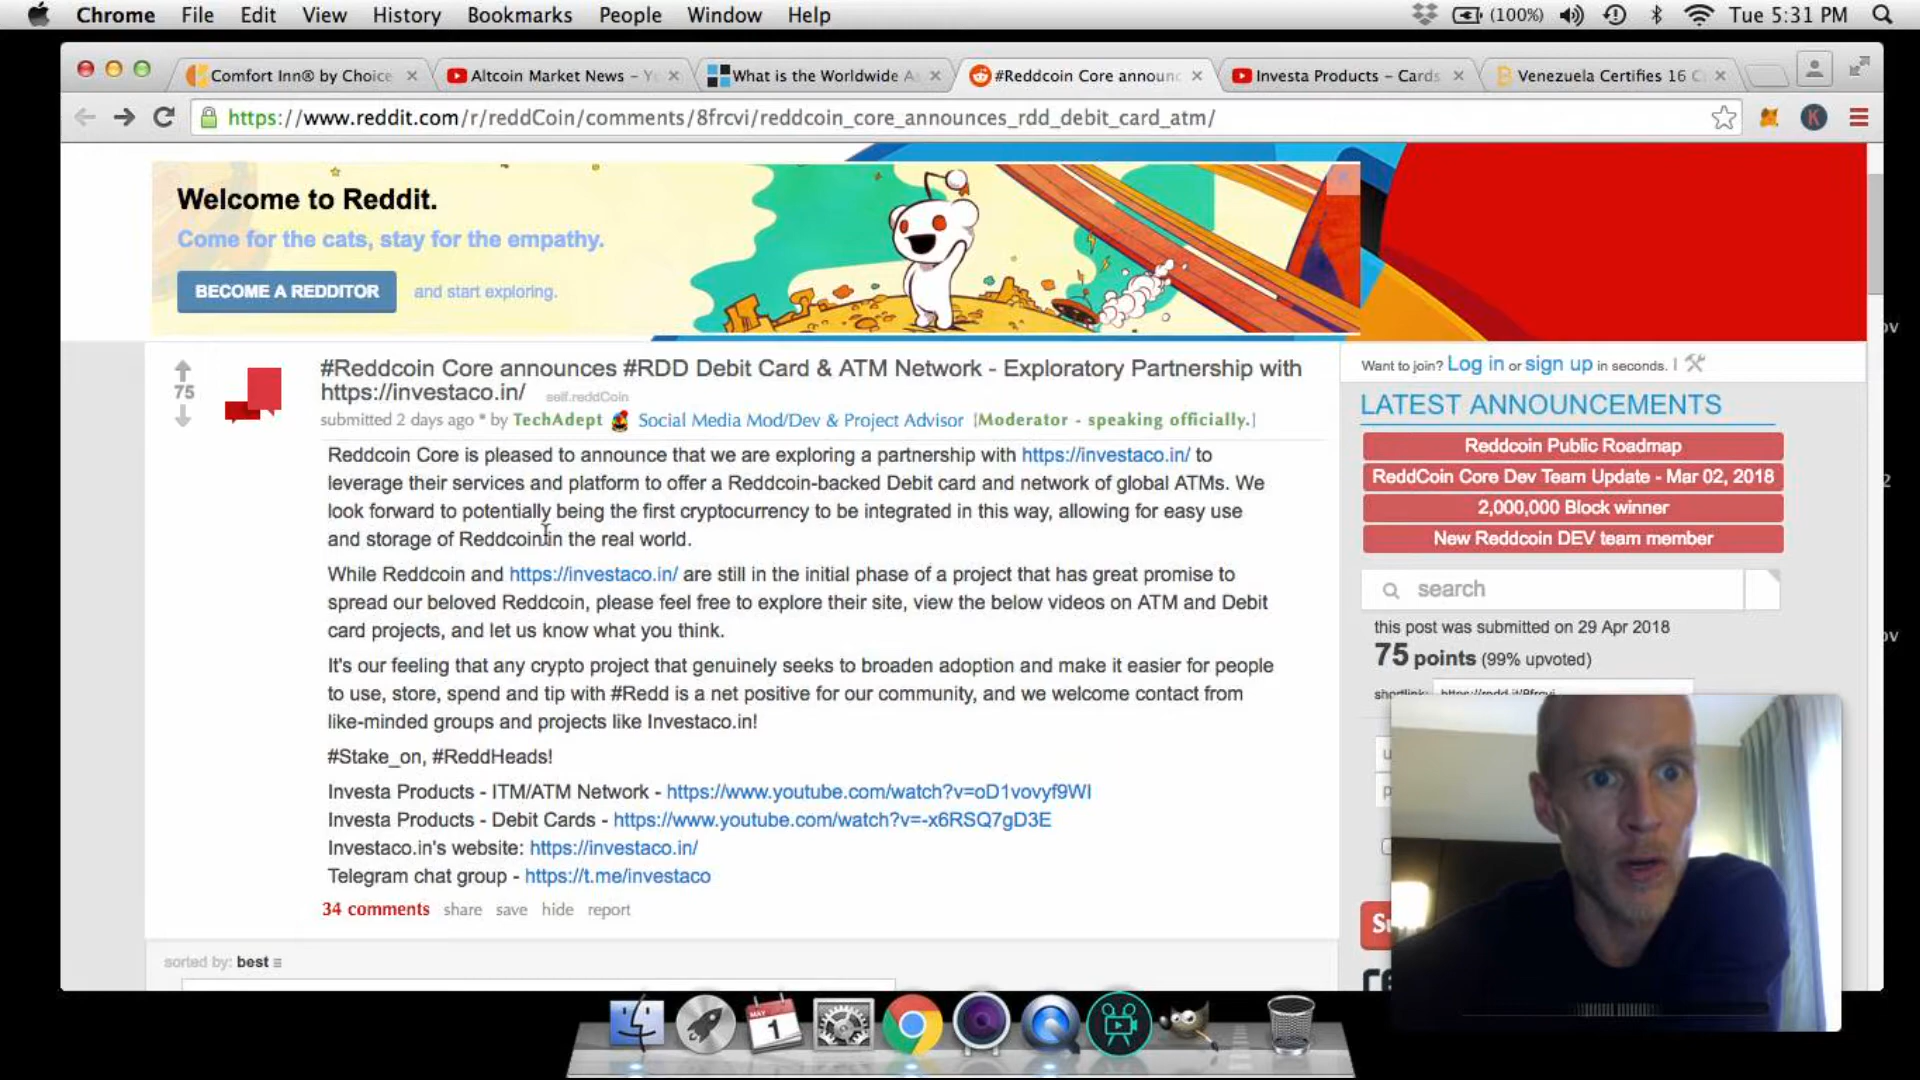 Chrome File Edit View History Bookmarks People Window Help (100%) Tue 5:31 PM
Comfort Inn® by Choice Altcoin Market News - Y What is the Worldwide A #Reddcoin Core announ Investa Products - Cards Venezuela Certifies 16 C
https://www.reddit.com/r/reddCoin/comments/8frcvi/reddcoin_core_announces_rdd_debit_card_atm/
K
Welcome to Reddit.
Come for the cats, stay for the empathy.
BECOME A REDDITOR and start exploring.
75
#Reddcoin Core announces #RDD Debit Card & ATM Network - Exploratory Partnership with
https://investaco.in/ self.reddCoin
submitted 2 days ago * by TechAdept Social Media Mod/Dev & Project Advisor [Moderator - speaking officially.]
Reddcoin Core is pleased to announce that we are exploring a partnership with https://investaco.in/ to
leverage their services and platform to offer a Reddcoin-backed Debit card and network of global ATMs. We
look forward to potentially being the first cryptocurrency to be integrated in this way, allowing for easy use
and storage of Reddcoin in the real world.
While Reddcoin and https://investaco.in/ are still in the initial phase of a project that has great promise to
spread our beloved Reddcoin, please feel free to explore their site, view the below videos on ATM and Debit
card projects, and let us know what you think.
It's our feeling that any crypto project that genuinely seeks to broaden adoption and make it easier for people
to use, store, spend and tip with #Redd is a net positive for our community, and we welcome contact from
like-minded groups and projects like Investaco.in!
#Stake_on, #ReddHeads!
Investa Products - ITM/ATM Network - https://www.youtube.com/watch?v=oD1vovyf9WI
Investa Products - Debit Cards - https://www.youtube.com/watch?v=-x6RSQ7gD3E
Investaco.in's website: https://investaco.in/
Telegram chat group - https://t.me/investaco
34 comments share save hide report
sorted by: best
Want to join? Log in or sign up in seconds.
LATEST ANNOUNCEMENTS
Reddcoin Public Roadmap
ReddCoin Core Dev Team Update - Mar 02, 2018
2,000,000 Block winner
New Reddcoin DEV team member
search
this post was submitted on 29 Apr 2018
75 points (99% upvoted)
shortlink: https://redd.it/8frcvi
MAY
1